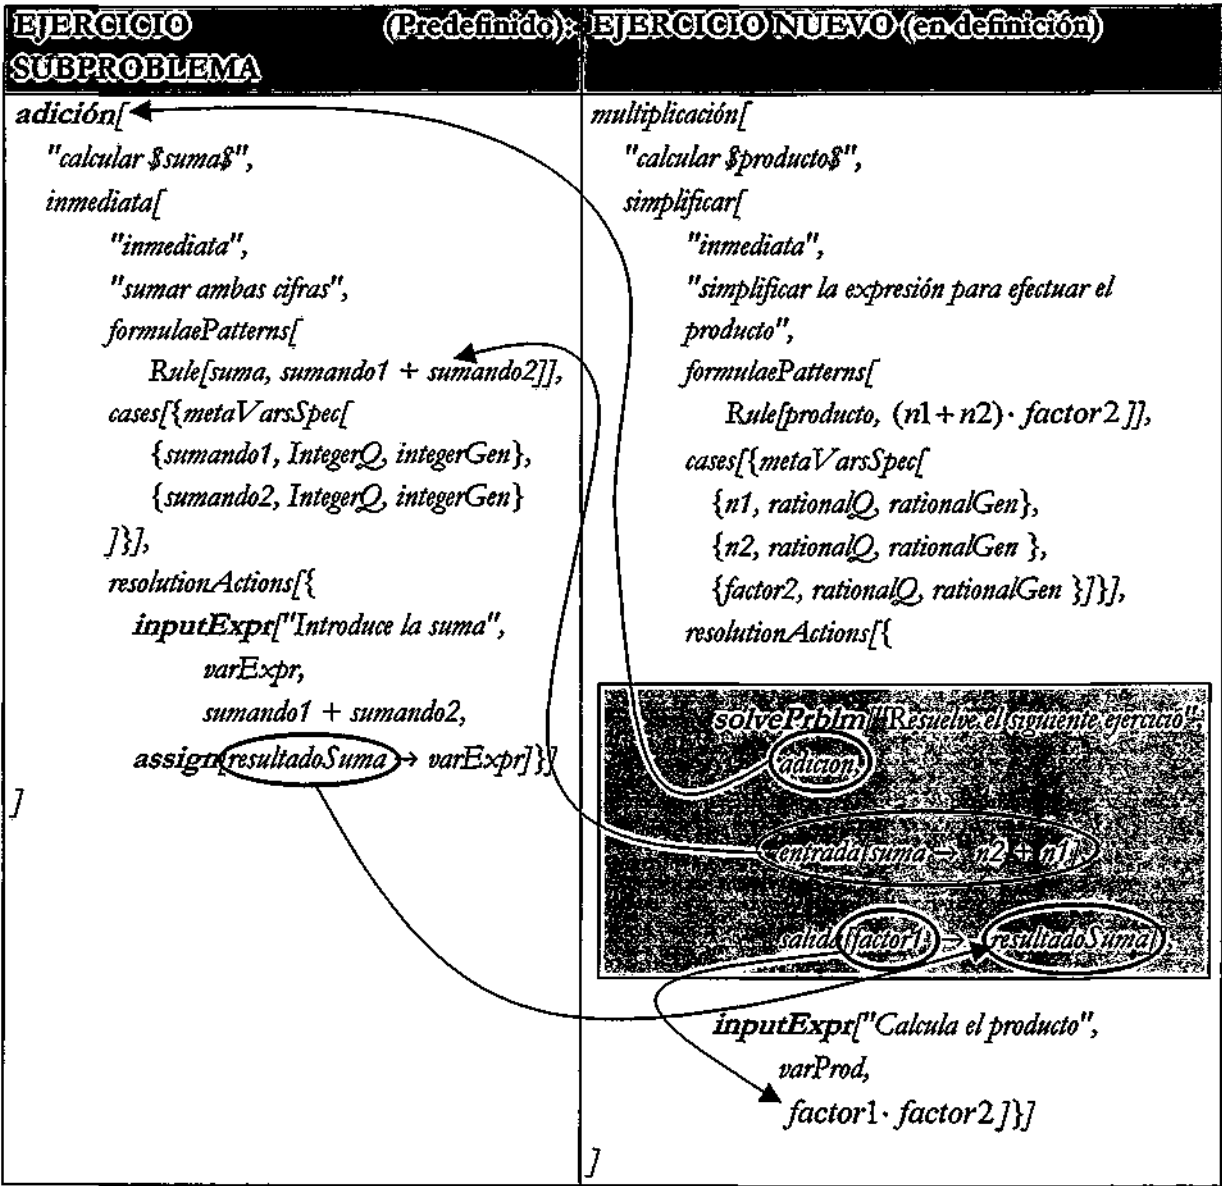 EJERCICIO (Predefinido):
SUBPROBLEMA
adición[
"calcular $suma$",
inmediata[
"inmediata",
"sumar ambas cifras",
formulaePatterns[
Rule[suma, sumando1 + sumando2]],
cases[{metaVarsSpec[
{sumando1, IntegerQ, integerGen},
{sumando2, IntegerQ, integerGen}
]}],
resolutionActions[{
inputExpr["Introduce la suma",
varExpr,
sumando1 + sumando2,
assign[resultadoSuma → varExpr]}]
]
EJERCICIO NUEVO (en definición)
multiplicación[
"calcular $producto$",
simplificar[
"inmediata",
"simplificar la expresión para efectuar el
producto",
formulaePatterns[
Rule[producto, (n1 + n2) · factor2 ]],
cases[{metaVarsSpec[
{n1, rationalQ, rationalGen},
{n2, rationalQ, rationalGen },
{factor2, rationalQ, rationalGen }]}],
resolutionActions[{
solvePrblm["Resuelve el siguiente ejercicio",
adicion,
entrada[suma → n2 + n1],
salida[factor1 → resultadoSuma]],
inputExpr["Calcula el producto",
varProd,
factor1 · factor2 ]}]
]